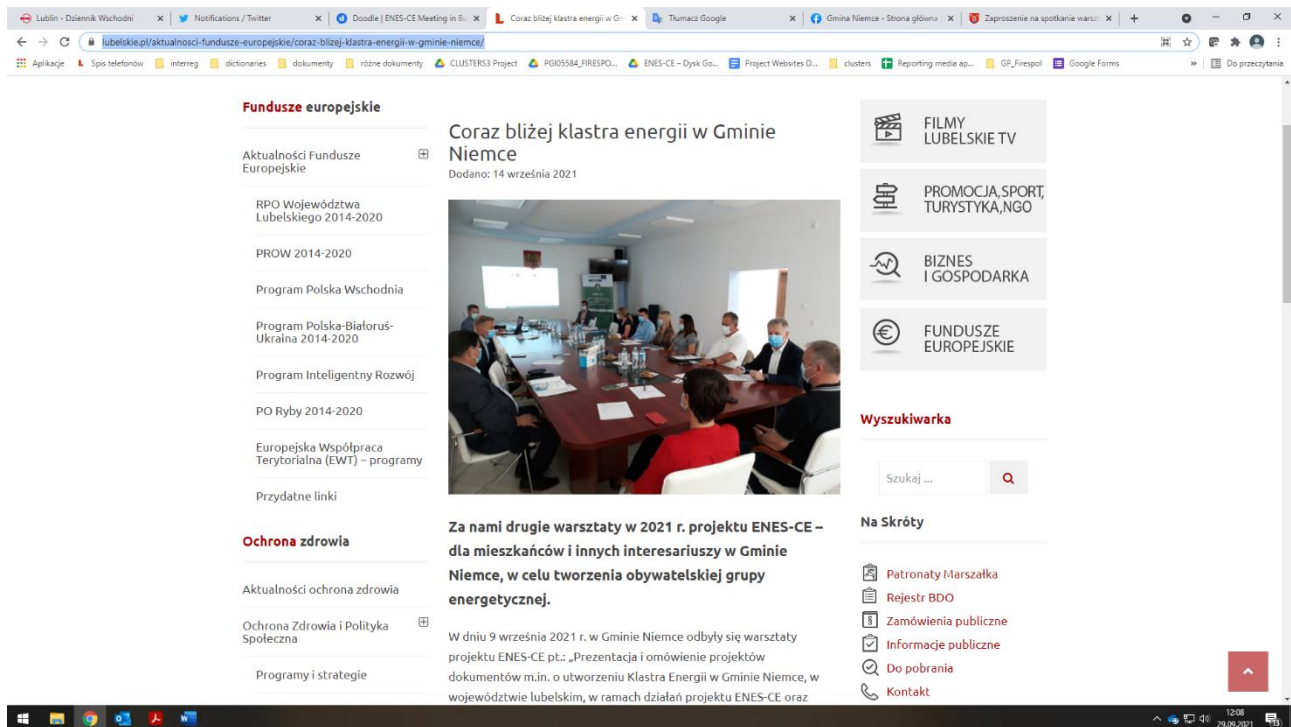 Lublin - Dziennik Wschodni
Notifications / Twitter
Doodle | ENES-CE Meeting in Bu
Coraz bliżej klastra energii w Gm
Tłumacz Google
Gmina Niemce - Strona główna
Zaproszenie na spotkanie warsz
lubelskie.pl/aktualnosci-fundusze-europejskie/coraz-blizej-klastra-energii-w-gminie-niemce/
Aplikacje
Spis telefonów
interreg
dictionaries
dokumenty
różne dokumenty
CLUSTERS3 Project
PGI05584_FIRESPO...
ENES-CE – Dysk Go...
Project Websites D...
clusters
Reporting media ap...
GP_Firespol
Google Forms
»
Do przeczytania
Fundusze europejskie
Aktualności Fundusze
Europejskie
RPO Województwa
Lubelskiego 2014-2020
PROW 2014-2020
Program Polska Wschodnia
Program Polska-Białoruś-
Ukraina 2014-2020
Program Inteligentny Rozwój
PO Ryby 2014-2020
Europejska Współpraca
Terytorialna (EWT) – programy
Przydatne linki
Ochrona zdrowia
Aktualności ochrona zdrowia
Ochrona Zdrowia i Polityka
Społeczna
Programy i strategie
Coraz bliżej klastra energii w Gminie
Niemce
Dodano: 14 września 2021
Za nami drugie warsztaty w 2021 r. projektu ENES-CE –
dla mieszkańców i innych interesariuszy w Gminie
Niemce, w celu tworzenia obywatelskiej grupy
energetycznej.
W dniu 9 września 2021 r. w Gminie Niemce odbyły się warsztaty
projektu ENES-CE pt.: „Prezentacja i omówienie projektów
dokumentów m.in. o utworzeniu Klastra Energii w Gminie Niemce, w
województwie lubelskim, w ramach działań projektu ENES-CE oraz
FILMY
LUBELSKIE TV
PROMOCJA,SPORT,
TURYSTYKA,NGO
BIZNES
I GOSPODARKA
FUNDUSZE
EUROPEJSKIE
Wyszukiwarka
Szukaj ...
Na Skróty
Patronaty Marszałka
Rejestr BDO
Zamówienia publiczne
Informacje publiczne
Do pobrania
Kontakt
12:08
29.09.2021